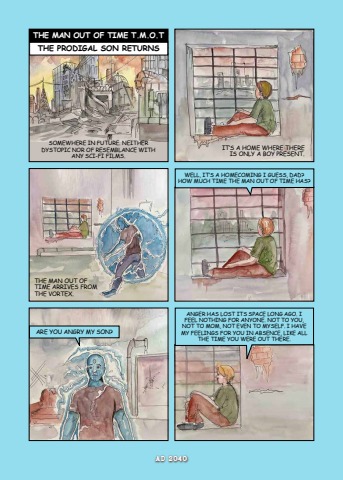 THE MAN OUT OF TIME T.M.O.T
THE PRODIGAL SON RETURNS
SOMEWHERE IN FUTURE. NEITHER
DYSTOPIC NOR OF RESEMBLANCE WITH
ANY SCI-FI FILMS.
IT'S A HOME WHERE THERE
IS ONLY A BOY PRESENT.
THE MAN OUT OF
TIME ARRIVES FROM
THE VORTEX.
WELL, IT'S A HOMECOMING I GUESS, DAD?
HOW MUCH TIME THE MAN OUT OF TIME HAS?
ARE YOU ANGRY MY SON?
ANGER HAS LOST ITS SPACE LONG AGO. I
FEEL NOTHING FOR ANYONE. NOT TO YOU,
NOT TO MOM, NOT EVEN TO MYSELF. I HAVE
MY FEELINGS FOR YOU IN ABSENCE, LIKE ALL
THE TIME YOU WERE OUT THERE.
AD 2040